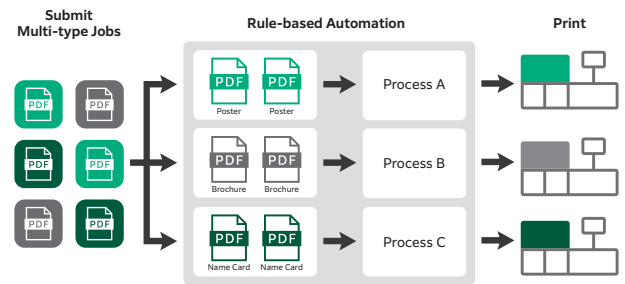 Submit
Multi-type Jobs
Rule-based Automation
Print
PDF PDF
PDF PDF
PDF PDF
PDF PDF
Poster Poster
Process A
PDF PDF
Brochure Brochure
Process B
PDF PDF
Name Card Name Card
Process C